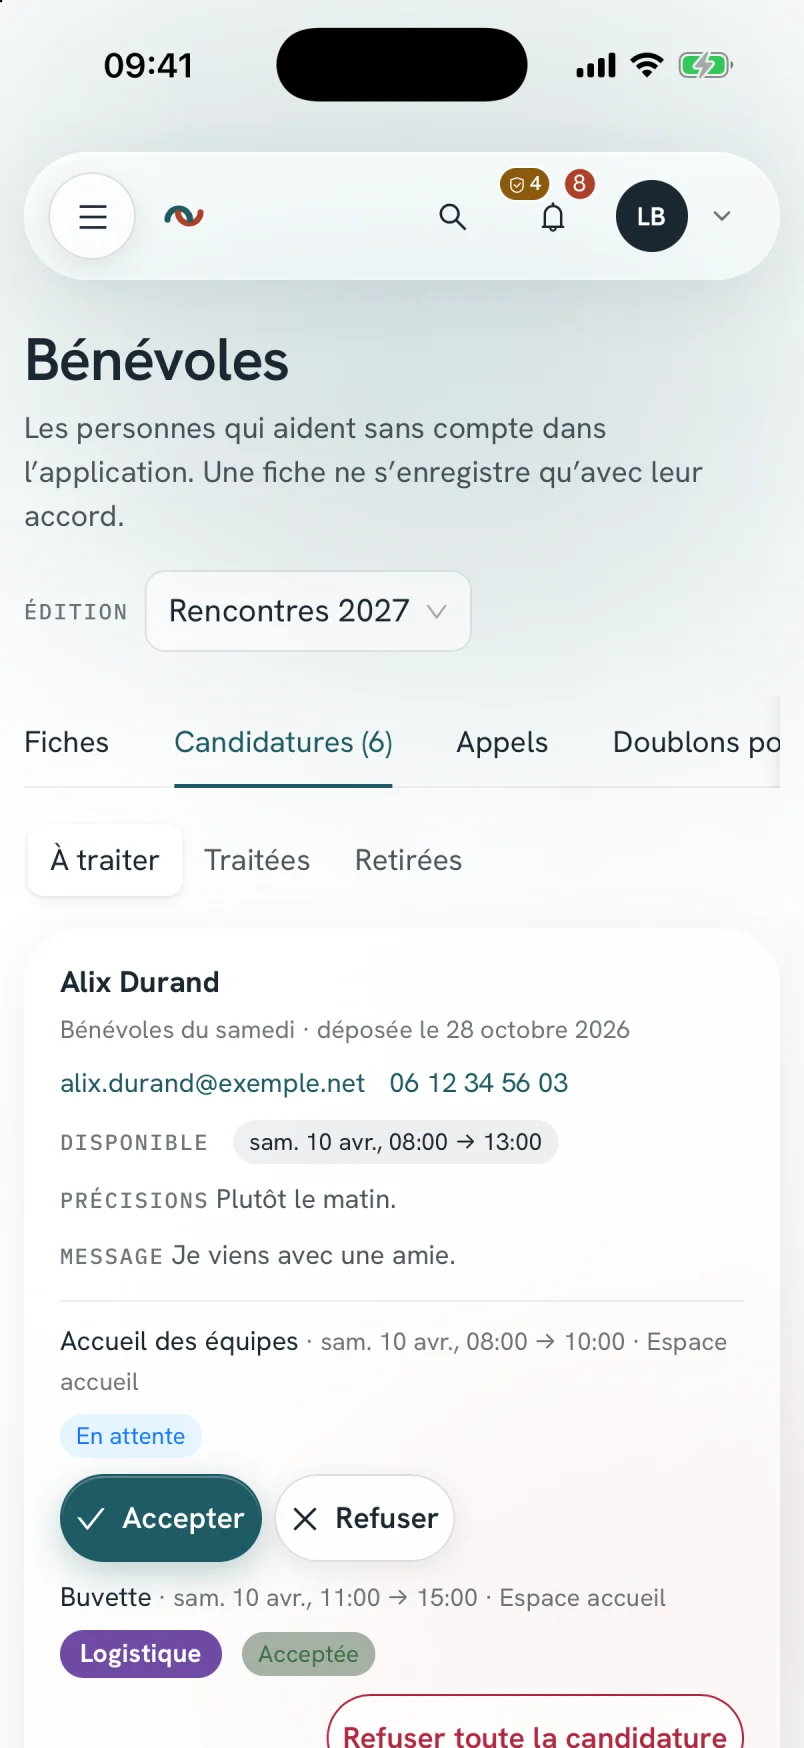 09:41
4
8
LB
Bénévoles
Les personnes qui aident sans compte dans
l’application. Une fiche ne s’enregistre qu’avec leur
accord.
ÉDITION Rencontres 2027
Fiches Candidatures (6) Appels Doublons po
À traiter Traitées Retirées
Alix Durand
Bénévoles du samedi · déposée le 28 octobre 2026
alix.durand@exemple.net 06 12 34 56 03
DISPONIBLE sam. 10 avr., 08:00 → 13:00
PRÉCISIONS Plutôt le matin.
MESSAGE Je viens avec une amie.
Accueil des équipes · sam. 10 avr., 08:00 → 10:00 · Espace
accueil
En attente
Accepter Refuser
Buvette · sam. 10 avr., 11:00 → 15:00 · Espace accueil
Logistique Acceptée
Refuser toute la candidature